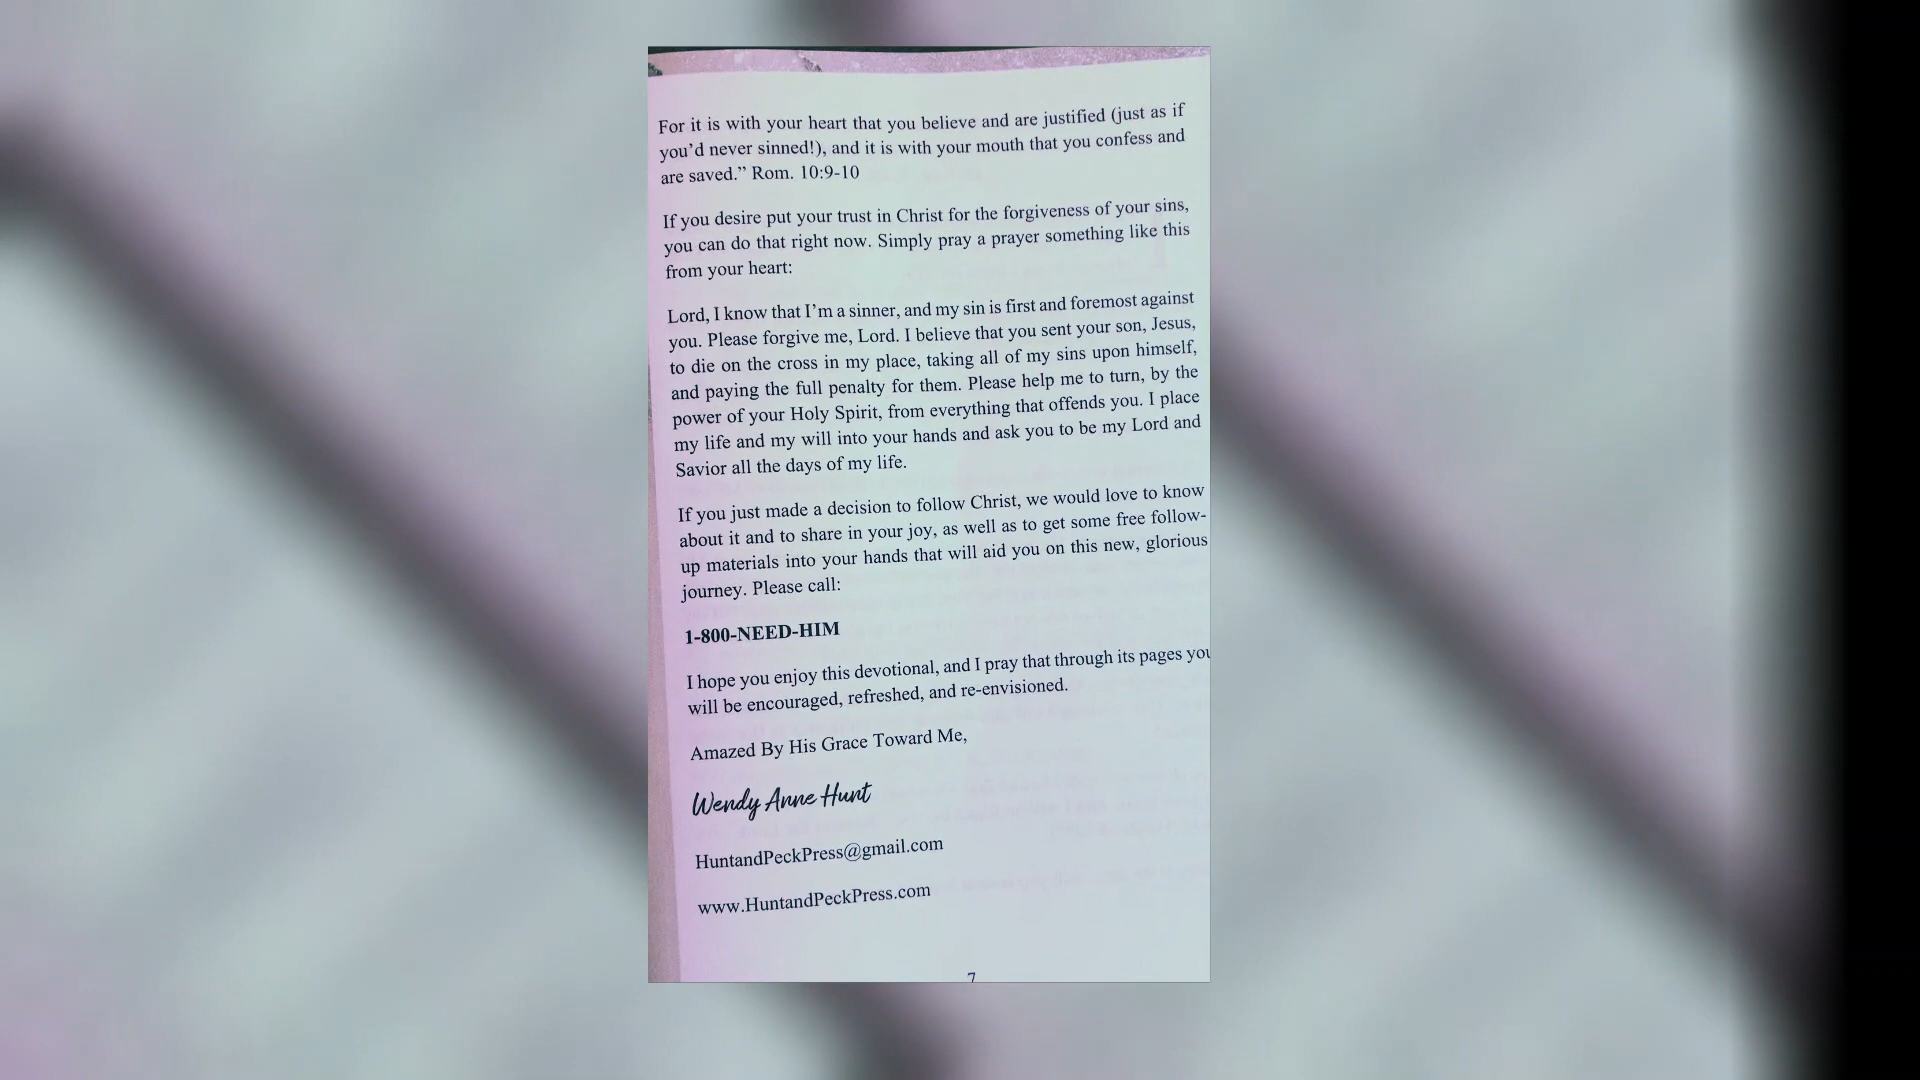 For it is with your heart that you believe and are justified (just as if
you’d never sinned!), and it is with your mouth that you confess and
are saved.” Rom. 10:9-10
If you desire put your trust in Christ for the forgiveness of your sins,
you can do that right now. Simply pray a prayer something like this
from your heart:
Lord, I know that I’m a sinner, and my sin is first and foremost against
you. Please forgive me, Lord. I believe that you sent your son, Jesus,
to die on the cross in my place, taking all of my sins upon himself,
and paying the full penalty for them. Please help me to turn, by the
power of your Holy Spirit, from everything that offends you. I place
my life and my will into your hands and ask you to be my Lord and
Savior all the days of my life.
If you just made a decision to follow Christ, we would love to know
about it and to share in your joy, as well as to get some free follow-
up materials into your hands that will aid you on this new, glorious
journey. Please call:
1-800-NEED-HIM
I hope you enjoy this devotional, and I pray that through its pages you
will be encouraged, refreshed, and re-envisioned.
Amazed By His Grace Toward Me,
Wendy Anne Hunt
HuntandPeckPress@gmail.com
www.HuntandPeckPress.com
7